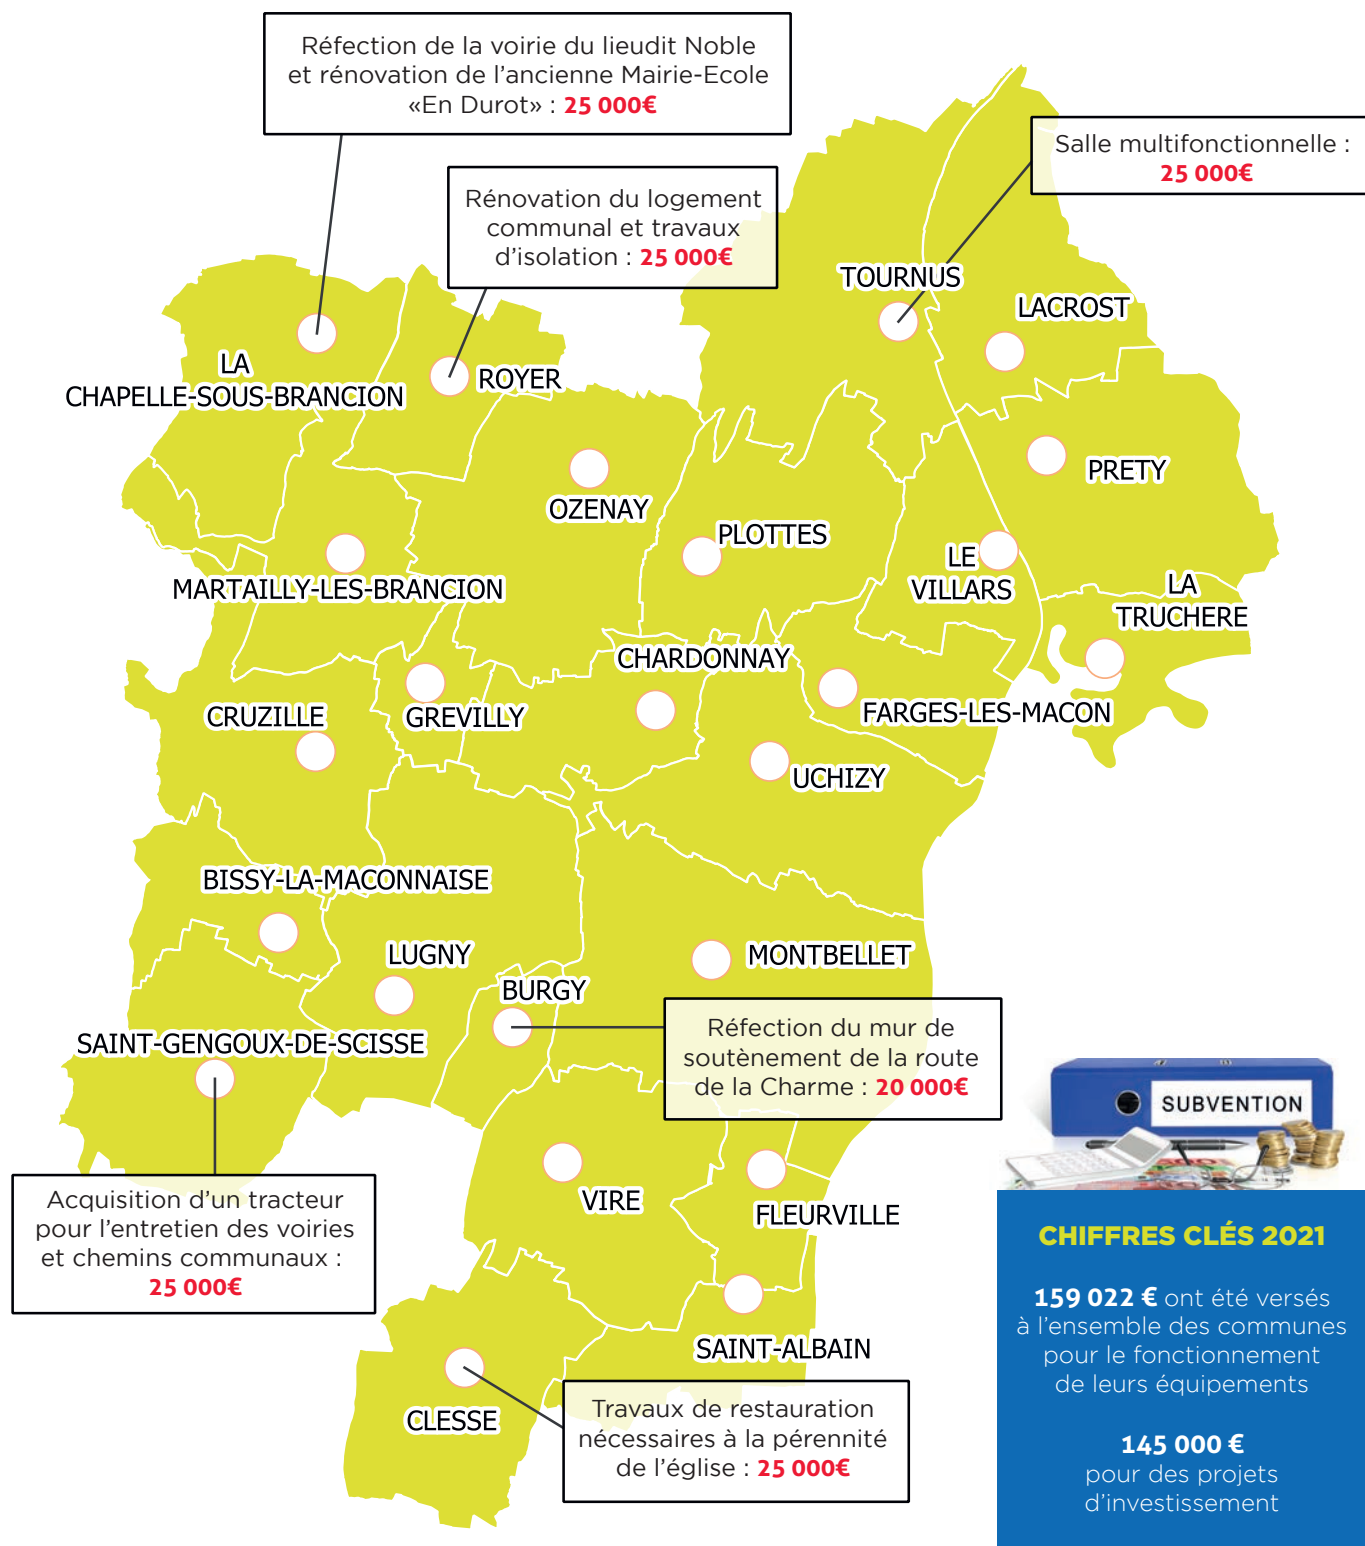 Réfection de la voirie du lieudit Noble
et rénovation de l'ancienne Mairie-Ecole
«En Durot» : 25 000€
Salle multifonctionnelle :
25 000€
Rénovation du logement
communal et travaux
d'isolation : 25 000€
TOURNUS
LACROST
LA
CHAPELLE-SOUS-BRANCION
ROYER
PRETY
OZENAY
PLOTTES
LE
VILLARS
MARTAILLY-LES-BRANCION
LA
TRUCHERE
CHARDONNAY
CRUZILLE
GREVILLY
FARGES-LES-MACON
UCHIZY
BISSY-LA-MACONNAISE
LUGNY
MONTBELLET
BURGY
SAINT-GENGOUX-DE-SCISSE
Réfection du mur de
soutènement de la route
de la Charme : 20 000€
SUBVENTION
Acquisition d'un tracteur
pour l'entretien des voiries
et chemins communaux :
25 000€
VIRE
FLEURVILLE
SAINT-ALBAIN
CLESSE
Travaux de restauration
nécessaires à la pérennité
de l'église : 25 000€
CHIFFRES CLÉS 2021
159 022 € ont été versés
à l'ensemble des communes
pour le fonctionnement
de leurs équipements
145 000 €
pour des projets
d'investissement